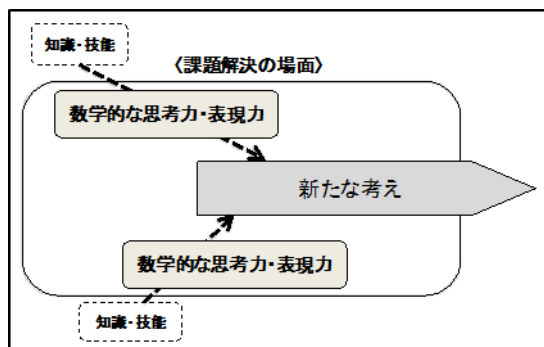 知識・技能
〈課題解決の場面〉
数学的な思考力・表現力
新たな考え
数学的な思考力・表現力
知識・技能